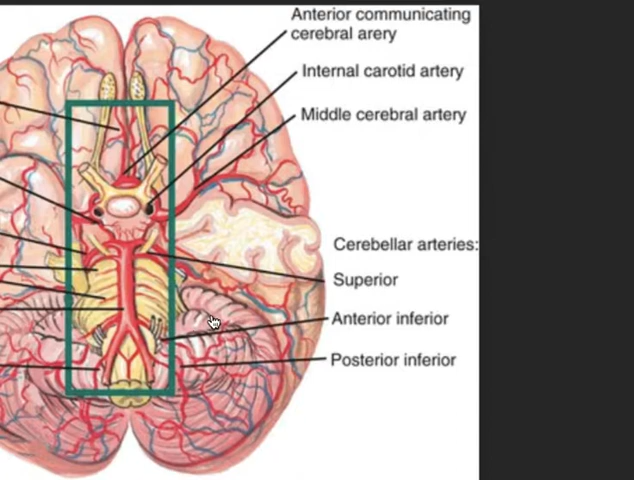 Anterior communicating
cerebral arery
Internal carotid artery
Middle cerebral artery
Cerebellar arteries:
Superior
Anterior inferior
Posterior inferior